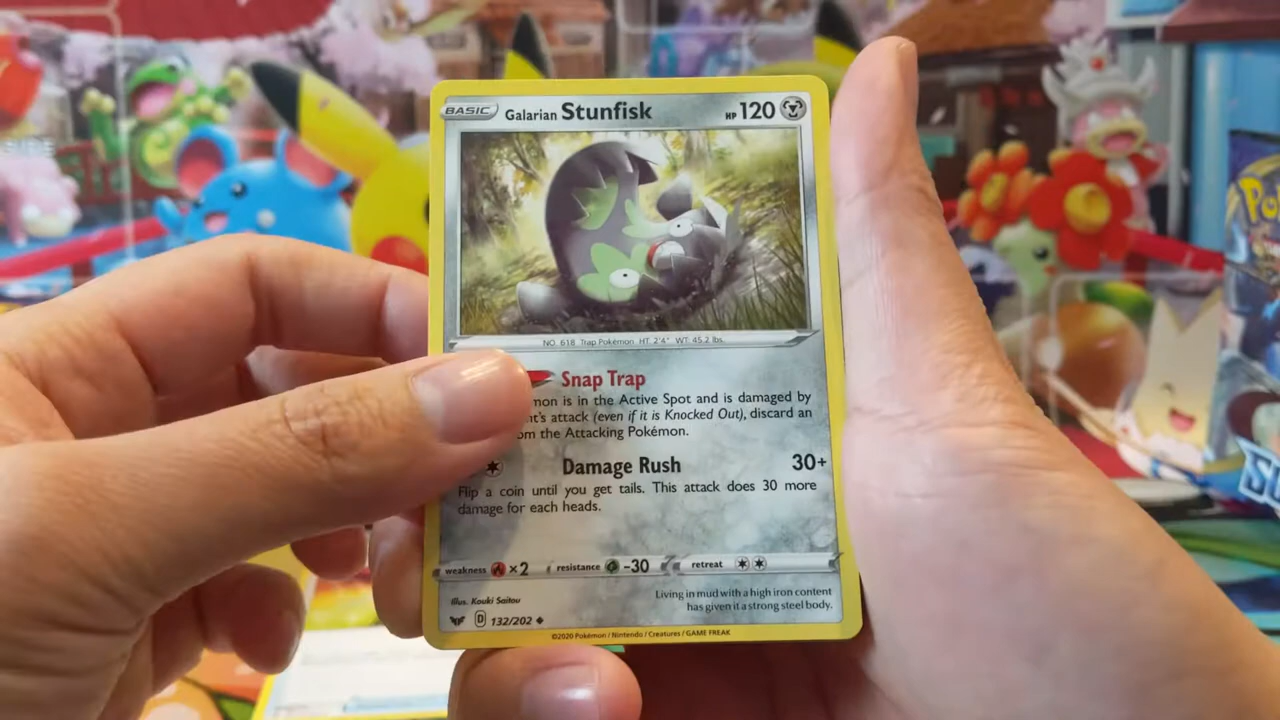 BASIC Galarian Stunfisk HP 120
NO. 618 Trap Pokémon HT: 2'4" WT: 45.2 lbs.
Snap Trap
mon is in the Active Spot and is damaged by
nt's attack (even if it is Knocked Out), discard an
om the Attacking Pokémon.
Damage Rush 30+
Flip a coin until you get tails. This attack does 30 more
damage for each heads.
weakness ×2 resistance -30 retreat
Illus. Kouki Saitou
Living in mud with a high iron content
has given it a strong steel body.
D 132/202
©2020 Pokémon / Nintendo / Creatures / GAME FREAK